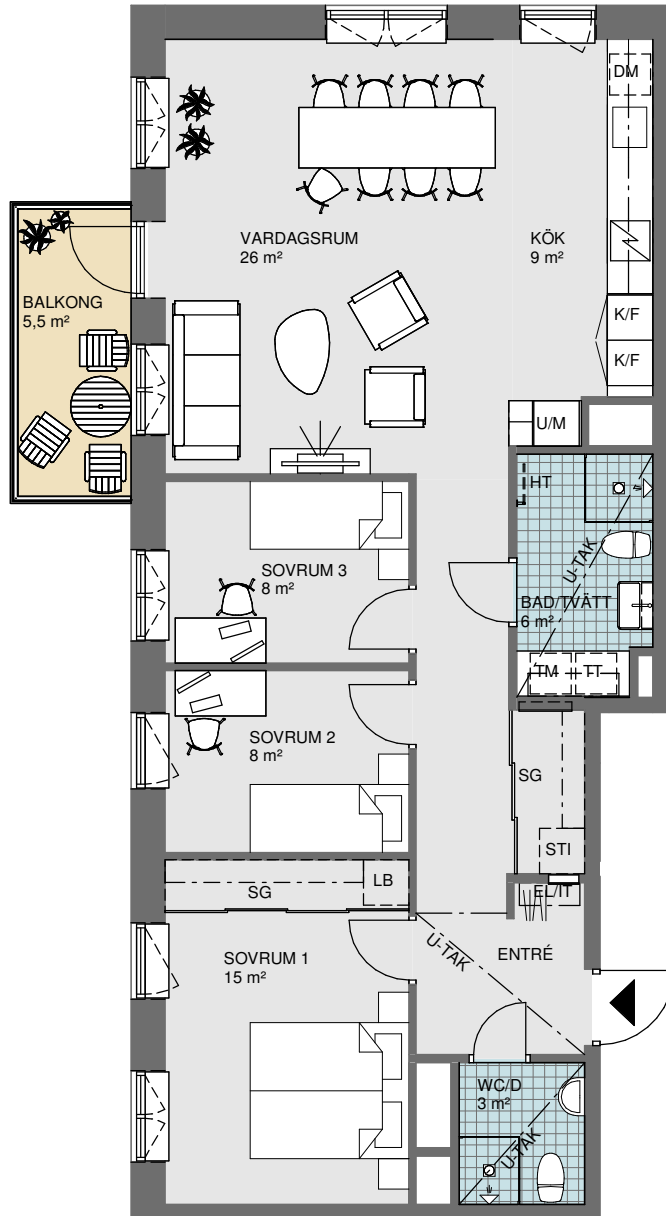 DM
VARDAGSRUM
26 m²
KÖK
9 m²
BALKONG
5,5 m²
K/F
K/F
U/M
HT
U-TAK
SOVRUM 3
8 m²
BAD/TVÄTT
6 m²
TM
TT
SOVRUM 2
8 m²
SG
STI
LB
SG
EL/IT
U-TAK
ENTRÉ
SOVRUM 1
15 m²
WC/D
3 m²
U-TAK